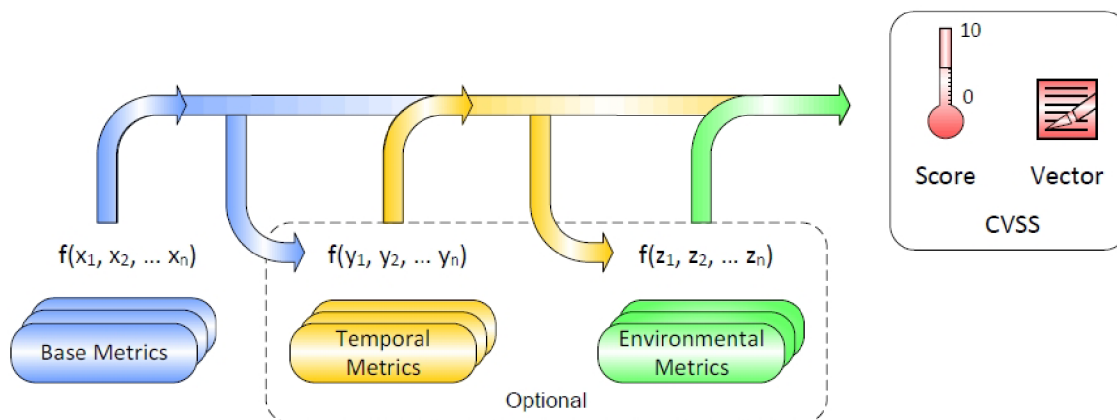 10
0
Score
Vector
CVSS
f(x₁, x₂, ... xₙ)
f(y₁, y₂, ... yₙ)
f(z₁, z₂, ... zₙ)
Base Metrics
Temporal
Metrics
Environmental
Metrics
Optional